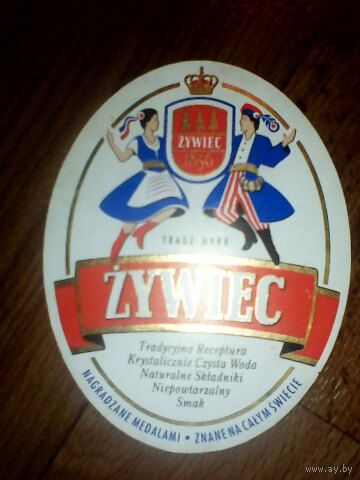 ŻYWIEC
1856
TRADE MARK
ŻYWIEC
Tradycyjna Receptura
Krystalicznie Czysta Woda
Naturalne Składniki
Niepowtarzalny
Smak
NAGRADZANE MEDALAMI • ZNANE NA CAŁYM ŚWIECIE
www.ay.by